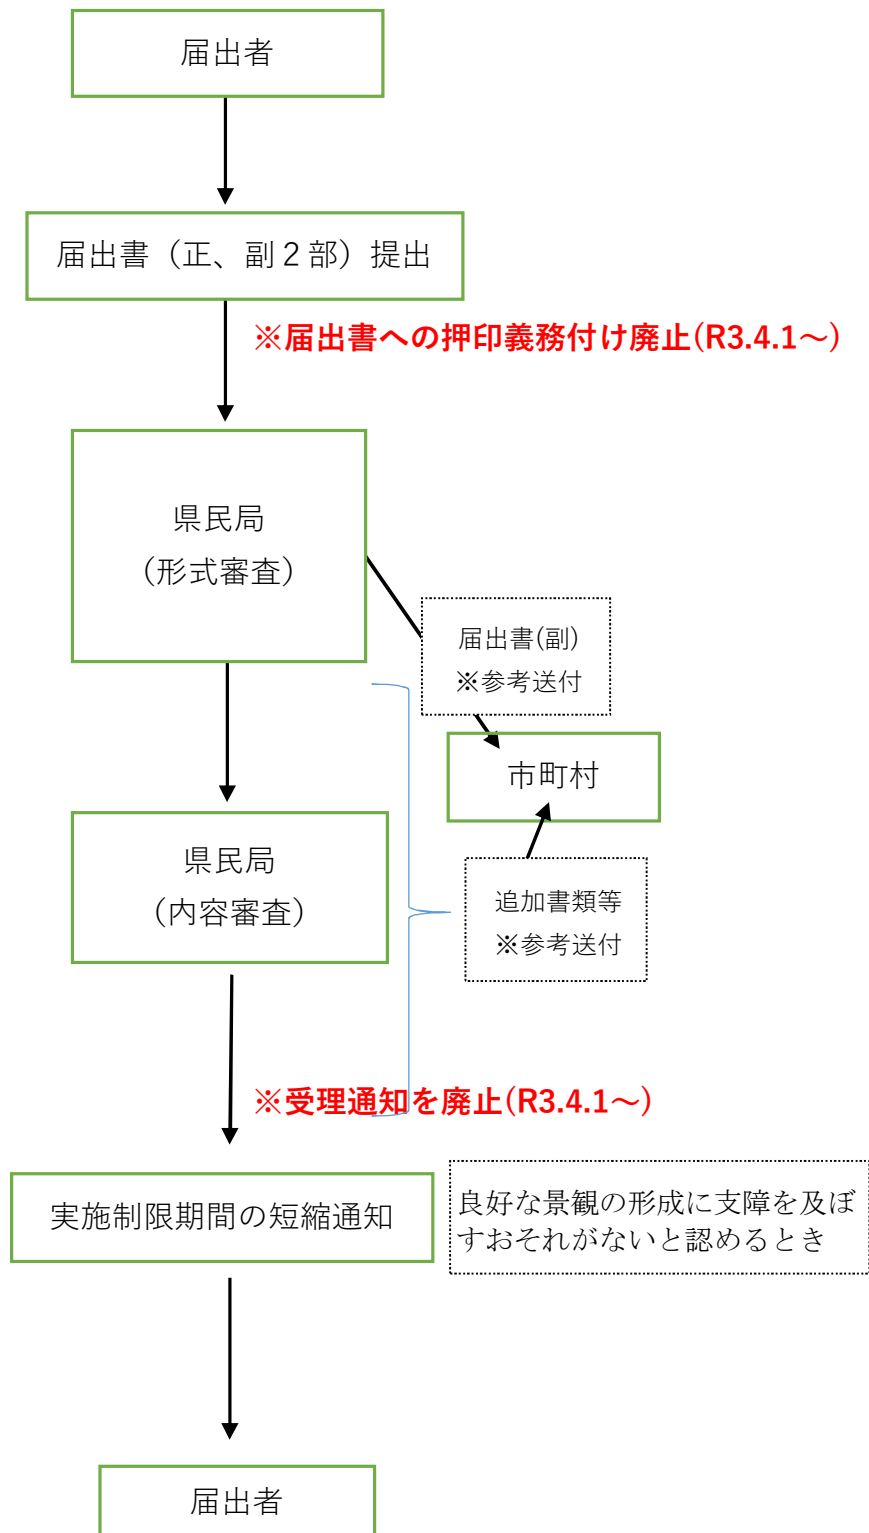 届出者
届出書（正、副２部）提出
※届出書への押印義務付け廃止(R3.4.1～)
県民局
（形式審査）
届出書(副)
※参考送付
市町村
県民局
（内容審査）
追加書類等
※参考送付
※受理通知を廃止(R3.4.1～)
実施制限期間の短縮通知
良好な景観の形成に支障を及ぼ
すおそれがないと認めるとき
届出者